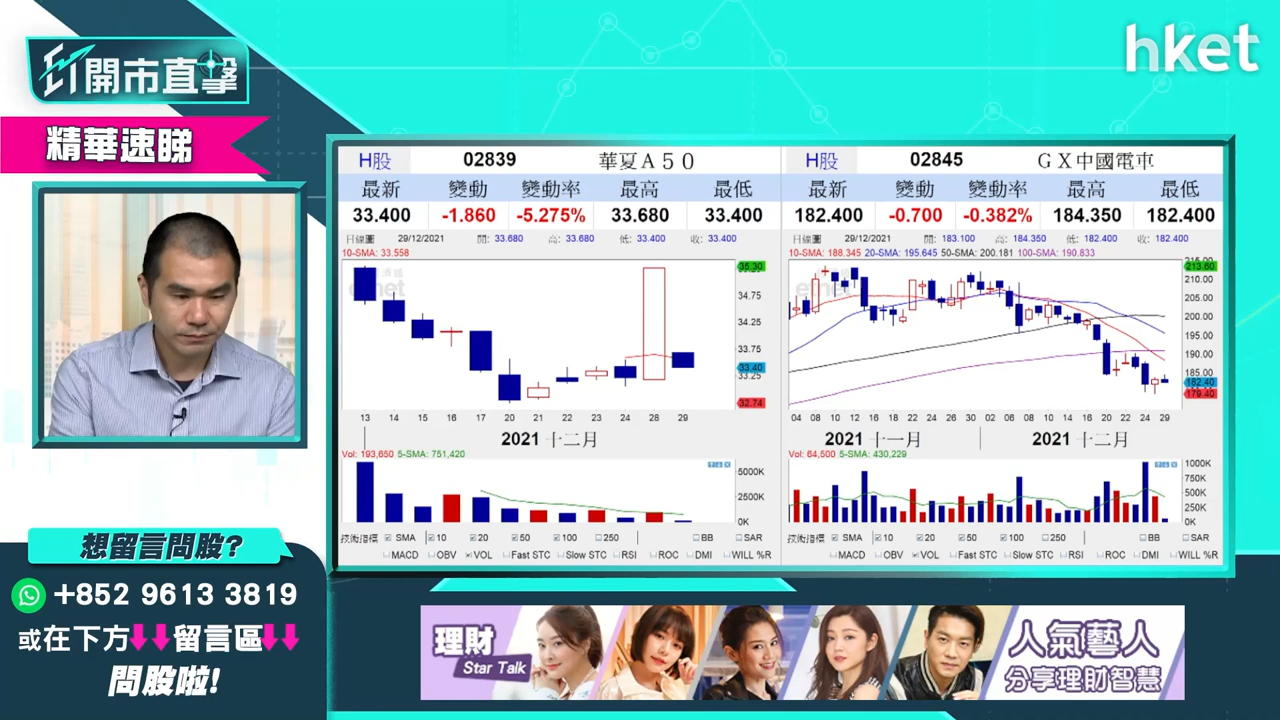 ET開市直擊
hket
精華速睇
H股 02839 華夏A50
最新 變動 變動率 最高 最低
33.400 -1.860 -5.275% 33.680 33.400
日線圖 29/12/2021 開: 33.680 高: 33.680 低: 33.400 收: 33.400
10-SMA: 33.558
35.30
34.75
34.25
33.75
33.40
33.25
32.74
13 14 15 16 17 20 21 22 23 24 28 29
2021 十二月
Vol: 193,650 5-SMA: 751,420
5000K
2500K
0K
技術指標 SMA 10 20 50 100 250 BB SAR
MACD OBV VOL Fast STC Slow STC RSI ROC DMI WILL %R
H股 02845 GX中國電車
最新 變動 變動率 最高 最低
182.400 -0.700 -0.382% 184.350 182.400
日線圖 29/12/2021 開: 183.100 高: 184.350 低: 182.400 收: 182.400
10-SMA: 188.345 20-SMA: 195.645 50-SMA: 200.181 100-SMA: 190.833
215.00
213.60
210.00
205.00
200.00
195.00
190.00
185.00
182.40
179.40
04 08 10 12 16 18 22 24 26 30 02 06 08 10 14 16 20 22 24 29
2021 十一月 2021 十二月
Vol: 64,500 5-SMA: 430,229
1000K
750K
500K
250K
0K
技術指標 SMA 10 20 50 100 250 BB SAR
MACD OBV VOL Fast STC Slow STC RSI ROC DMI WILL %R
想留言問股?
+852 9613 3819
或在下方留言區
問股啦!
理財
Star Talk
人氣藝人
分享理財智慧